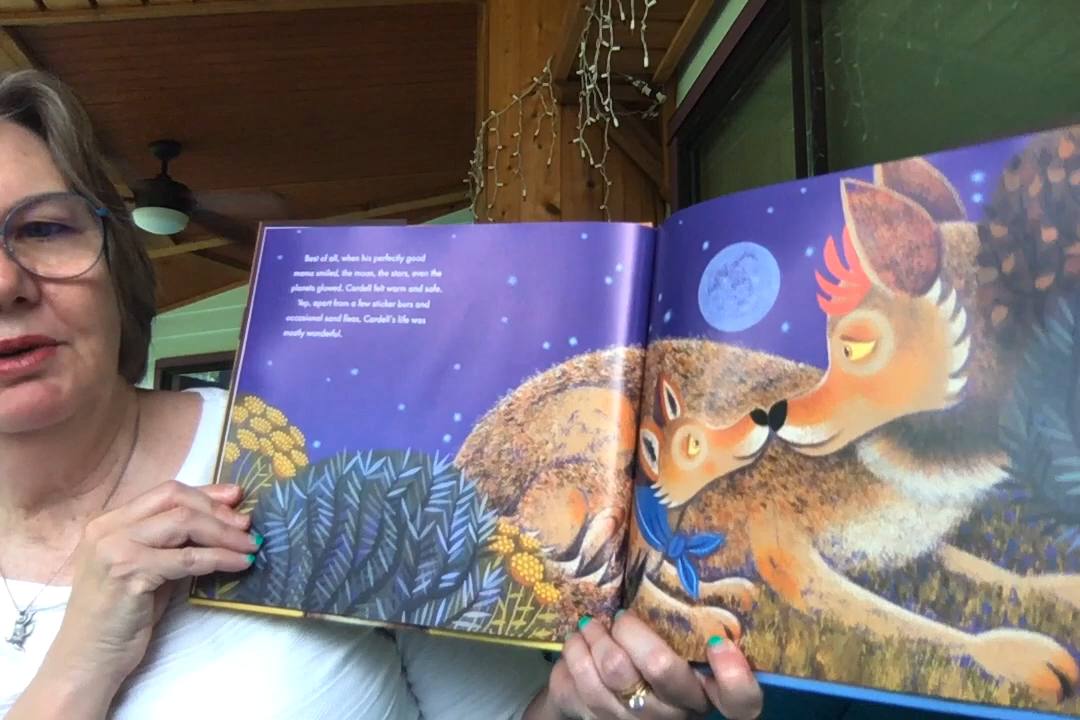 Best of all, when his perfectly good
mama smiled, the moon, the stars, even the
planets glowed. Cardell felt warm and safe.
Yep, apart from a few sticker burs and
occasional sand fleas, Cardell's life was
mostly wonderful.